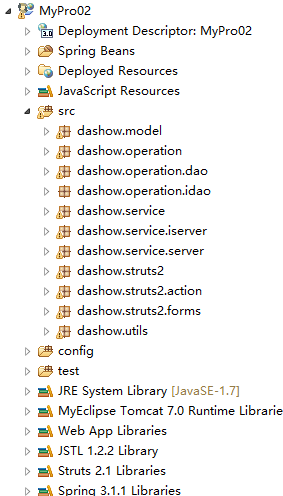 MyPro02
3.0 Deployment Descriptor: MyPro02
Spring Beans
Deployed Resources
JavaScript Resources
src
dashow.model
dashow.operation
dashow.operation.dao
dashow.operation.idao
dashow.service
dashow.service.iserver
dashow.service.server
dashow.struts2
dashow.struts2.action
dashow.struts2.forms
dashow.utils
config
test
JRE System Library [JavaSE-1.7]
MyEclipse Tomcat 7.0 Runtime Librarie
Web App Libraries
JSTL 1.2.2 Library
Struts 2.1 Libraries
Spring 3.1.1 Libraries